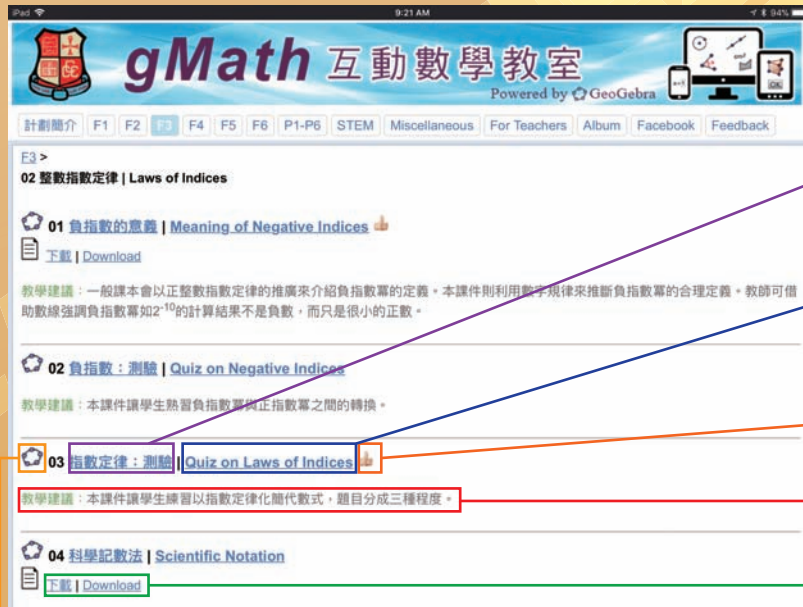 iPad 9:21 AM 94%
gMath 互動數學教室
Powered by GeoGebra
計劃簡介 F1 F2 F3 F4 F5 F6 P1-P6 STEM Miscellaneous For Teachers Album Facebook Feedback
F3 >
02 整數指數定律 | Laws of Indices
01 負指數的意義 | Meaning of Negative Indices
下載 | Download
教學建議：一般課本會以正整數指數定律的推廣來介紹負指數冪的定義。本課件則利用數字規律來推斷負指數冪的合理定義。教師可借
助數線強調負指數冪如2⁻¹⁰的計算結果不是負數，而只是很小的正數。
02 負指數：測驗 | Quiz on Negative Indices
教學建議：本課件讓學生熟習負指數冪與正指數冪之間的轉換。
03 指數定律：測驗 | Quiz on Laws of Indices
教學建議：本課件讓學生練習以指數定律化簡代數式，題目分成三種程度。
04 科學記數法 | Scientific Notation
下載 | Download